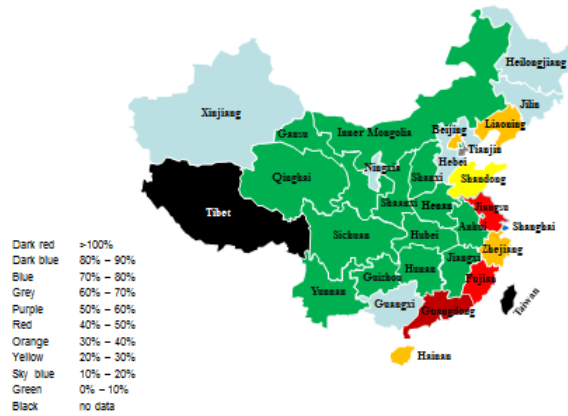 Heilongjiang
Jilin
Xinjiang
Liaoning
Beijing
Inner Mongolia
Gansu
Tianjin
Hebei
Ningxia
Shanxi
Qinghai
Shandong
Shaanxi
Henan
Jiangsu
Tibet
Anhui
Shanghai
Sichuan
Hubei
Zhejiang
Jiangxi
Hunan
Guizhou
Fujian
Yunnan
Guangxi
Guangdong
Taiwan
Hainan
Dark red >100%
Dark blue 80% – 90%
Blue 70% – 80%
Grey 60% – 70%
Purple 50% – 60%
Red 40% – 50%
Orange 30% – 40%
Yellow 20% – 30%
Sky blue 10% – 20%
Green 0% – 10%
Black no data